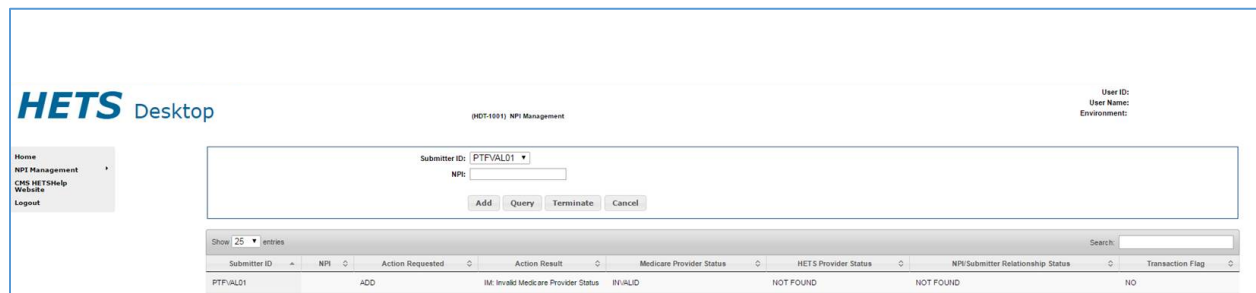 HETS Desktop
User ID:
User Name:
Environment:
(HDT-1001) NPI Management
Home
NPI Management
CMS HETSHelp
Website
Logout
Submitter ID: PTFVAL01
NPI:
Add Query Terminate Cancel
Show 25 entries
Search:
Submitter ID NPI Action Requested Action Result Medicare Provider Status HETS Provider Status NPI/Submitter Relationship Status Transaction Flag
PTFVAL01 ADD IM: Invalid Medicare Provider Status INVALID NOT FOUND NOT FOUND NO